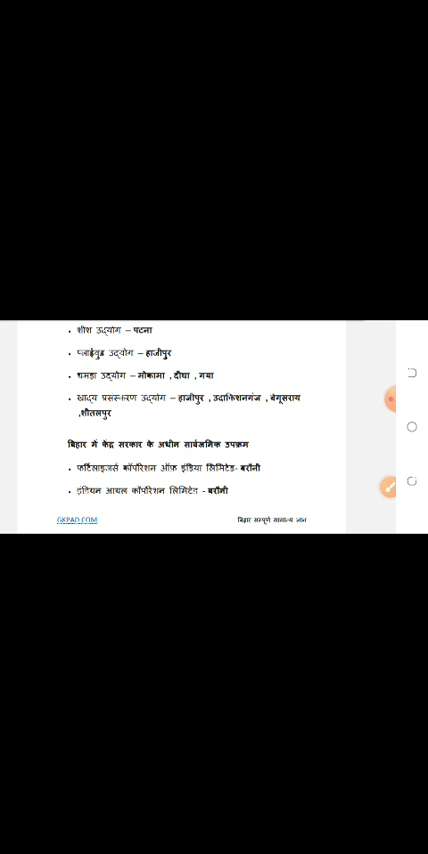 • शीश उद्योग – पटना
• प्लाईवुड उद्योग – हाजीपुर
• चमड़ा उद्योग – मोकामा , दीघा , गया
• खाद्य प्रसंस्करण उद्योग – हाजीपुर , उदाकिशनगंज , बेगूसराय
,शीतलपुर
बिहार में केंद्र सरकार के अधीन सार्वजनिक उपक्रम
• फर्टिलाइजर्स कॉर्पोरेशन ऑफ़ इंडिया लिमिटेड- बरौनी
• इंडियन आयल कॉर्पोरेशन लिमिटेड - बरौनी
GKPAD.COM बिहार सम्पूर्ण सामान्य ज्ञान